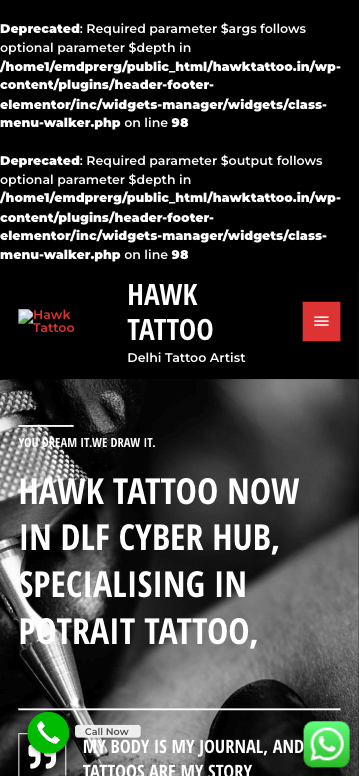 Deprecated: Required parameter $args follows
optional parameter $depth in
/home1/emdprerg/public_html/hawktattoo.in/wp-
content/plugins/header-footer-
elementor/inc/widgets-manager/widgets/class-
menu-walker.php on line 98
Deprecated: Required parameter $output follows
optional parameter $depth in
/home1/emdprerg/public_html/hawktattoo.in/wp-
content/plugins/header-footer-
elementor/inc/widgets-manager/widgets/class-
menu-walker.php on line 98
Hawk
Tattoo
HAWK
TATTOO
Delhi Tattoo Artist
YOU DREAM IT.WE DRAW IT.
HAWK TATTOO NOW
IN DLF CYBER HUB,
SPECIALISING IN
POTRAIT TATTOO,
Call Now
MY BODY IS MY JOURNAL, AND
TATTOOS ARE MY STORY